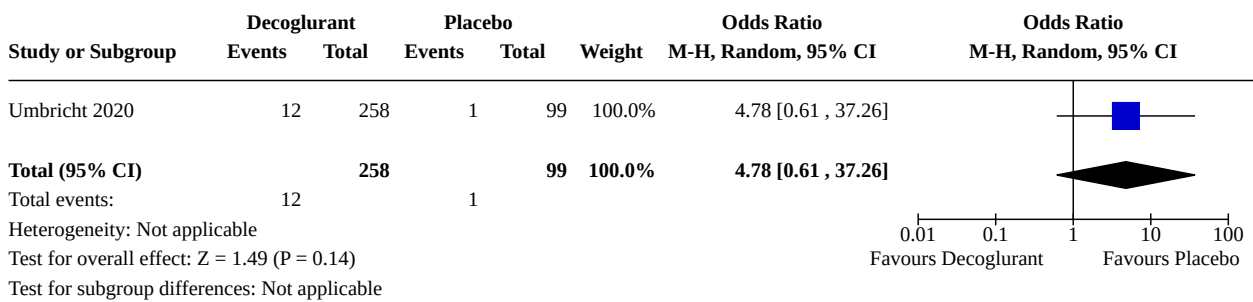 Decoglurant Placebo Odds Ratio Odds Ratio
Study or Subgroup Events Total Events Total Weight M-H, Random, 95% CI M-H, Random, 95% CI
Umbricht 2020 12 258 1 99 100.0% 4.78 [0.61 , 37.26]
Total (95% CI) 258 99 100.0% 4.78 [0.61 , 37.26]
Total events: 12 1
Heterogeneity: Not applicable
0.01 0.1 1 10 100
Test for overall effect: Z = 1.49 (P = 0.14) Favours Decoglurant Favours Placebo
Test for subgroup differences: Not applicable